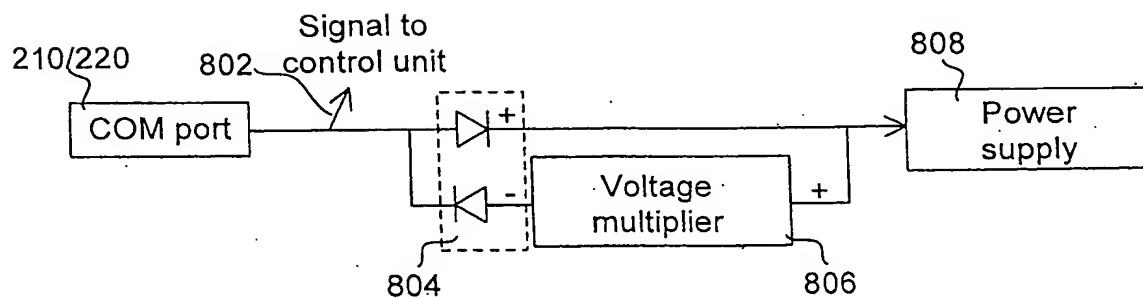 Signal to
control unit
210/220
802
808
COM port
+
Power
supply
-
Voltage
multiplier
+
804
806